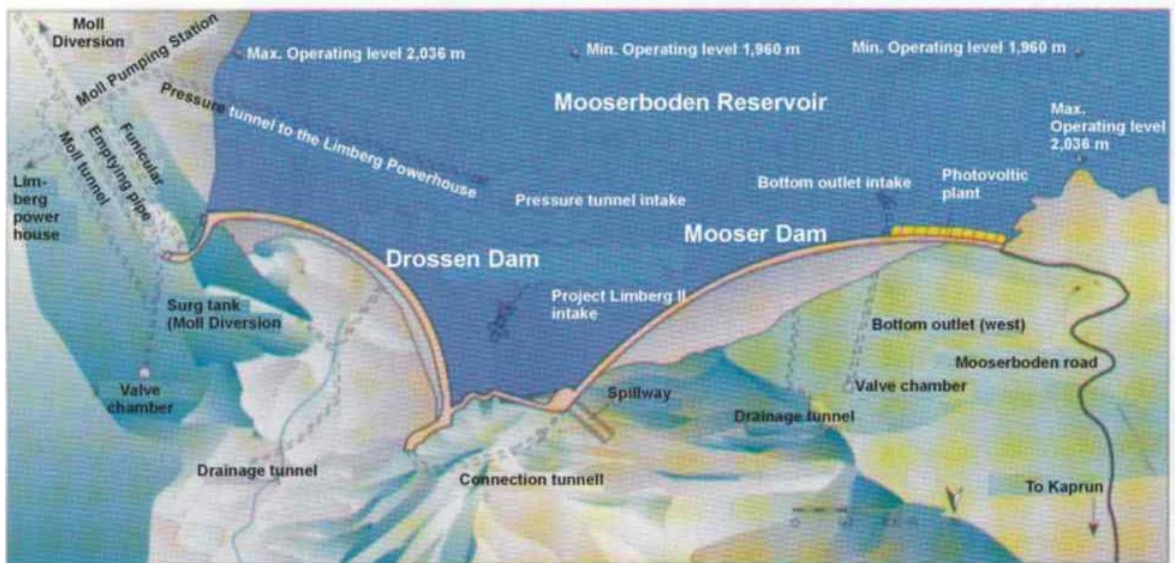 Moll
Diversion
Moll Pumping Station
Max. Operating level 2,036 m
Min. Operating level 1,960 m
Min. Operating level 1,960 m
Mooserboden Reservoir
Max.
Operating level
2,036 m
Pressure tunnel to the Limberg Powerhouse
Funicular
Emptying pipe
Moll tunnel
Lim-
berg
power
house
Pressure tunnel intake
Bottom outlet intake
Photovoltic
plant
Mooser Dam
Drossen Dam
Project Limberg II
intake
Surg tank
(Moll Diversion
Bottom outlet (west)
Mooserboden road
Valve
chamber
Spillway
Valve chamber
Drainage tunnel
Drainage tunnel
Connection tunnell
To Kaprun